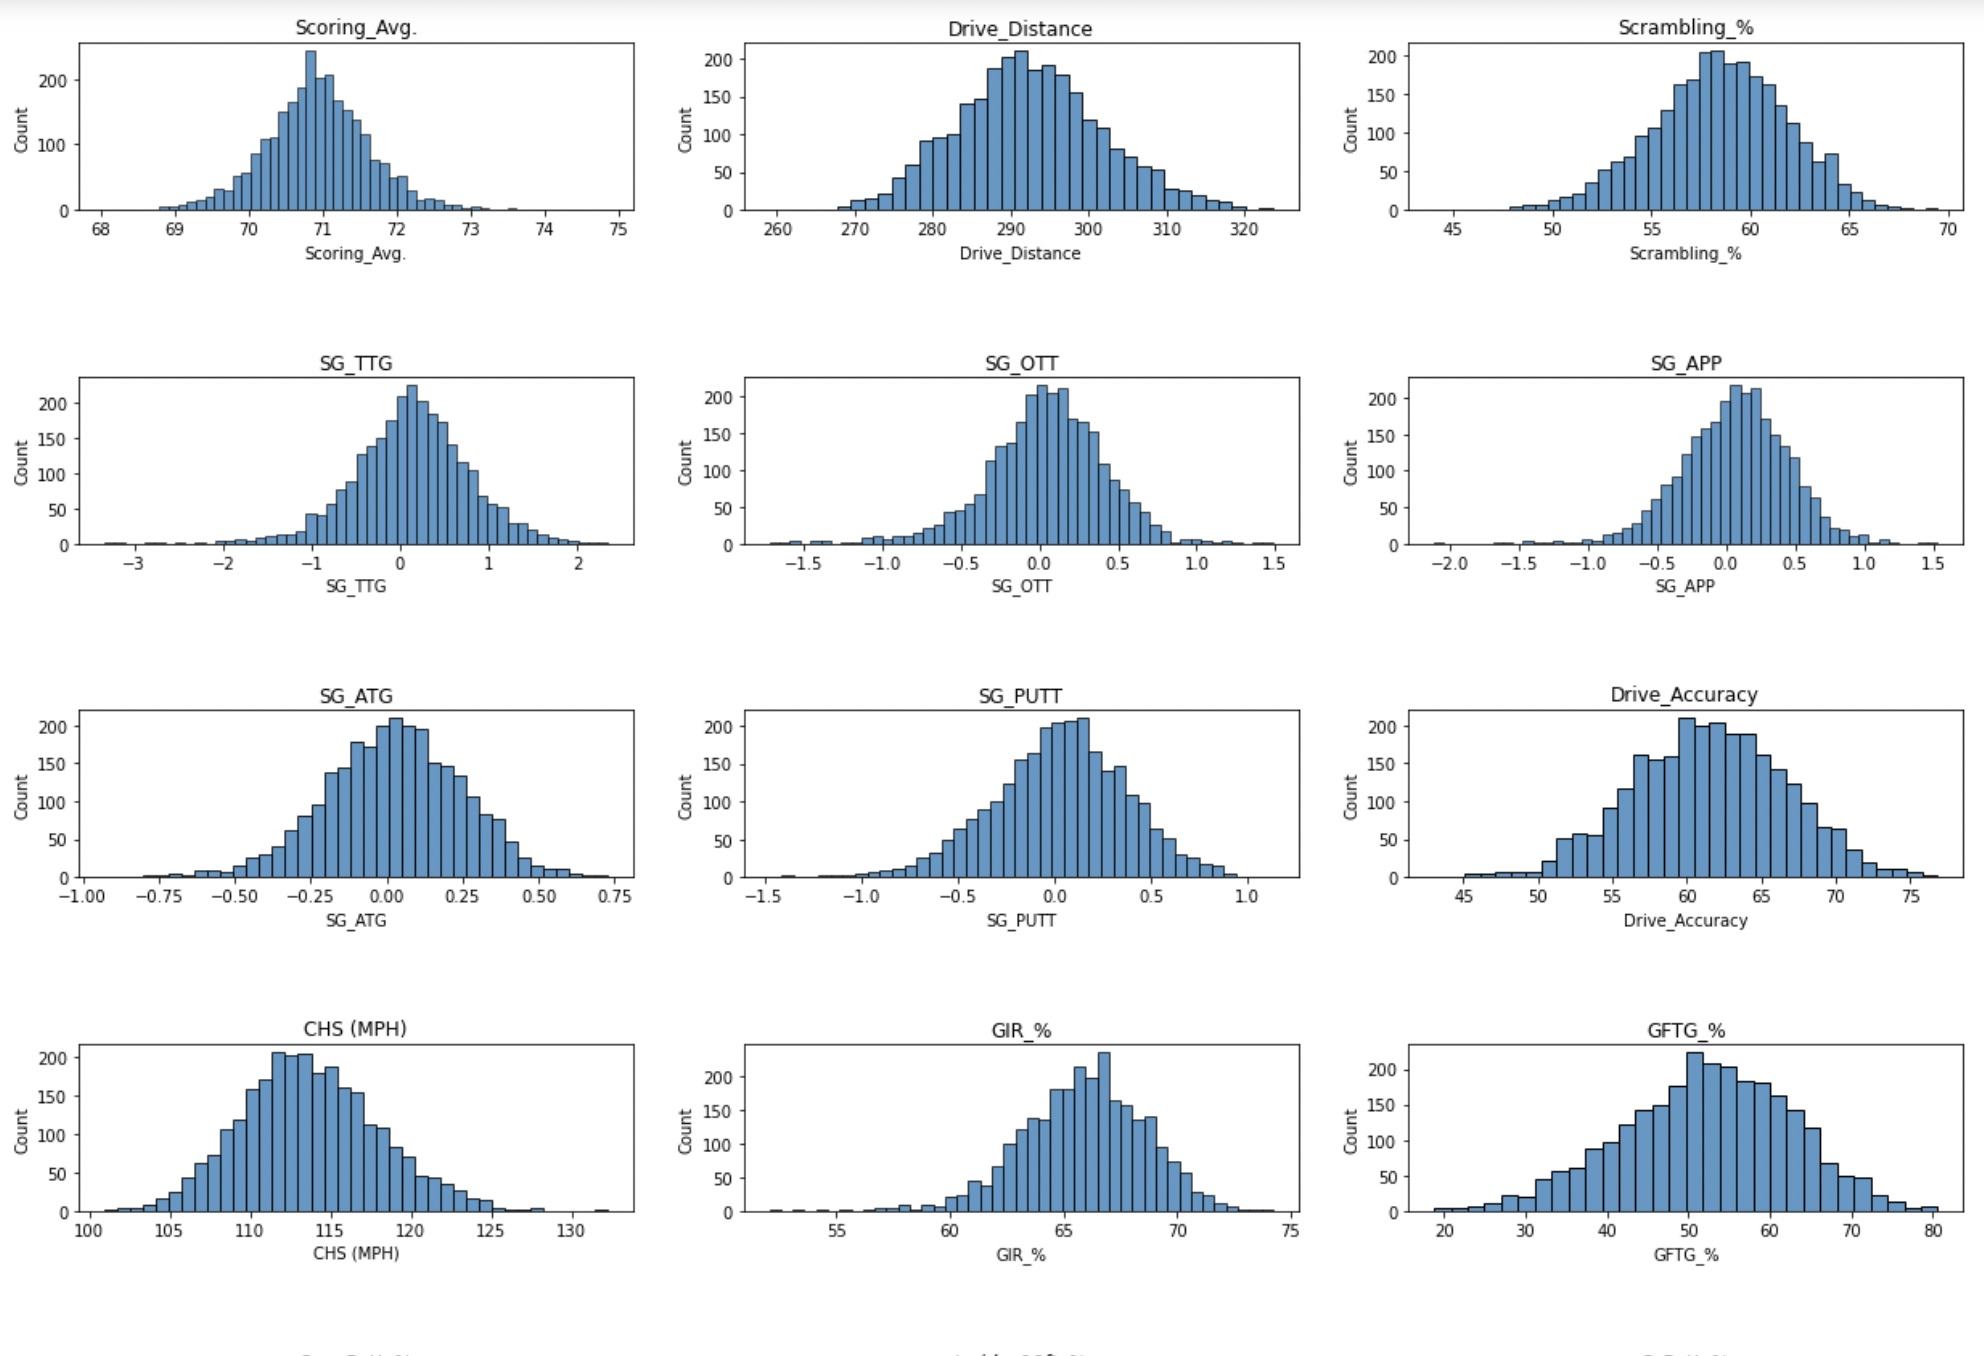 Scoring_Avg.
200
100
0
Count
68 69 70 71 72 73 74 75
Scoring_Avg.
Drive_Distance
200
150
100
50
0
Count
260 270 280 290 300 310 320
Drive_Distance
Scrambling_%
200
150
100
50
0
Count
45 50 55 60 65 70
Scrambling_%
SG_TTG
200
150
100
50
0
Count
−3 −2 −1 0 1 2
SG_TTG
SG_OTT
200
150
100
50
0
Count
−1.5 −1.0 −0.5 0.0 0.5 1.0 1.5
SG_OTT
SG_APP
200
150
100
50
0
Count
−2.0 −1.5 −1.0 −0.5 0.0 0.5 1.0 1.5
SG_APP
SG_ATG
200
150
100
50
0
Count
−1.00 −0.75 −0.50 −0.25 0.00 0.25 0.50 0.75
SG_ATG
SG_PUTT
200
150
100
50
0
Count
−1.5 −1.0 −0.5 0.0 0.5 1.0
SG_PUTT
Drive_Accuracy
200
150
100
50
0
Count
45 50 55 60 65 70 75
Drive_Accuracy
CHS (MPH)
200
150
100
50
0
Count
100 105 110 115 120 125 130
CHS (MPH)
GIR_%
200
150
100
50
0
Count
55 60 65 70 75
GIR_%
GFTG_%
200
150
100
50
0
Count
20 30 40 50 60 70 80
GFTG_%